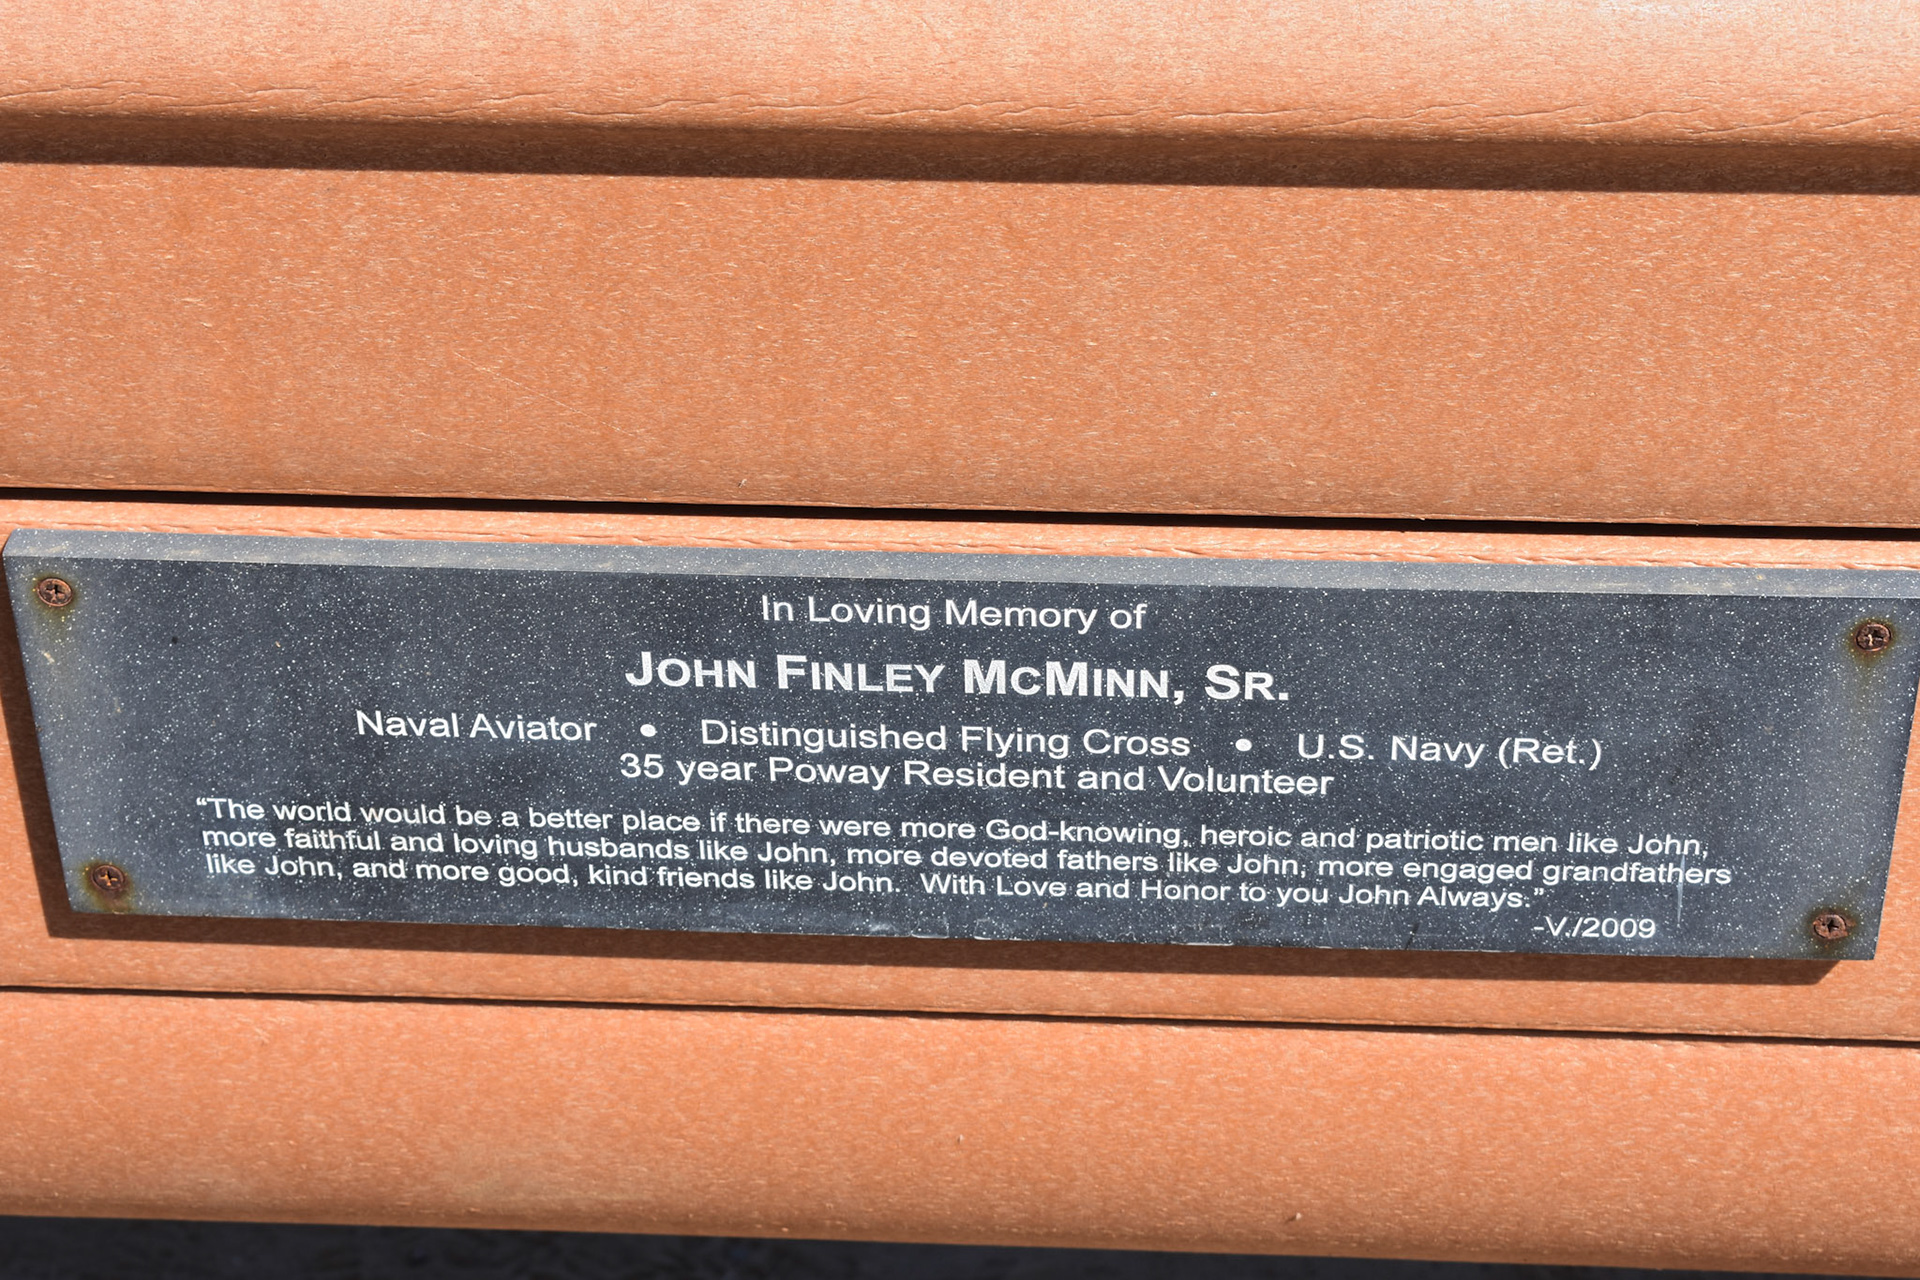 In Loving Memory of
JOHN FINLEY MCMINN, SR.
Naval Aviator • Distinguished Flying Cross • U.S. Navy (Ret.)
35 year Poway Resident and Volunteer
“The world would be a better place if there were more God-knowing, heroic and patriotic men like John,
more faithful and loving husbands like John, more devoted fathers like John, more engaged grandfathers
like John, and more good, kind friends like John. With Love and Honor to you John Always.”
-V./2009